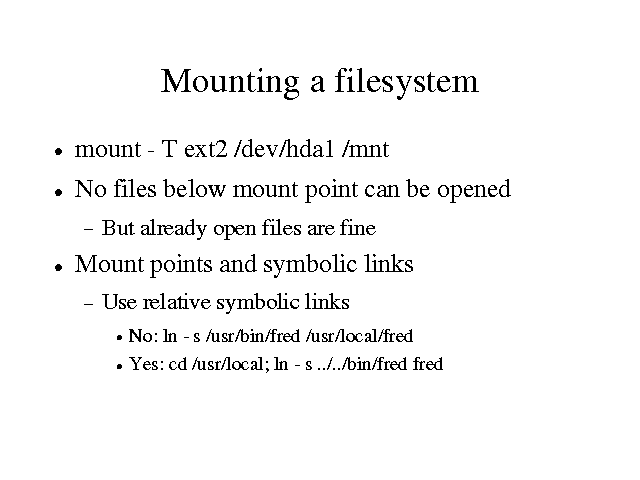 Mounting a filesystem
• mount - T ext2 /dev/hda1 /mnt
• No files below mount point can be opened
– But already open files are fine
• Mount points and symbolic links
– Use relative symbolic links
• No: ln - s /usr/bin/fred /usr/local/fred
• Yes: cd /usr/local; ln - s ../../bin/fred fred